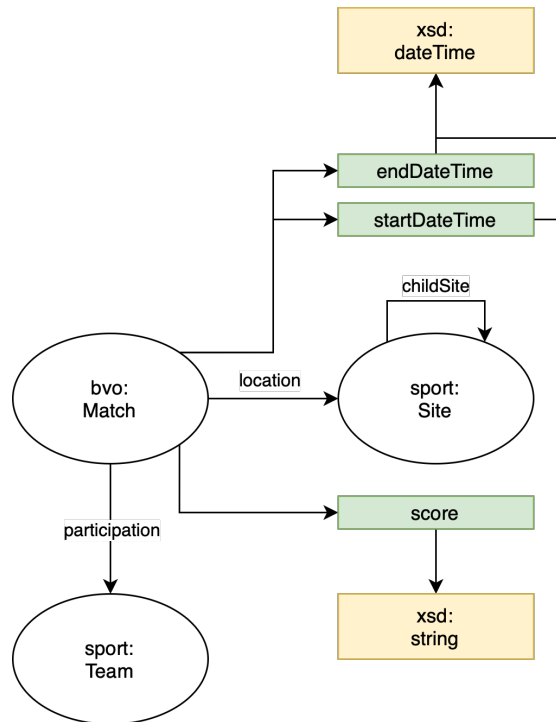 xsd:
dateTime
endDateTime
startDateTime
childSite
bvo:
Match
location
sport:
Site
score
participation
xsd:
string
sport:
Team